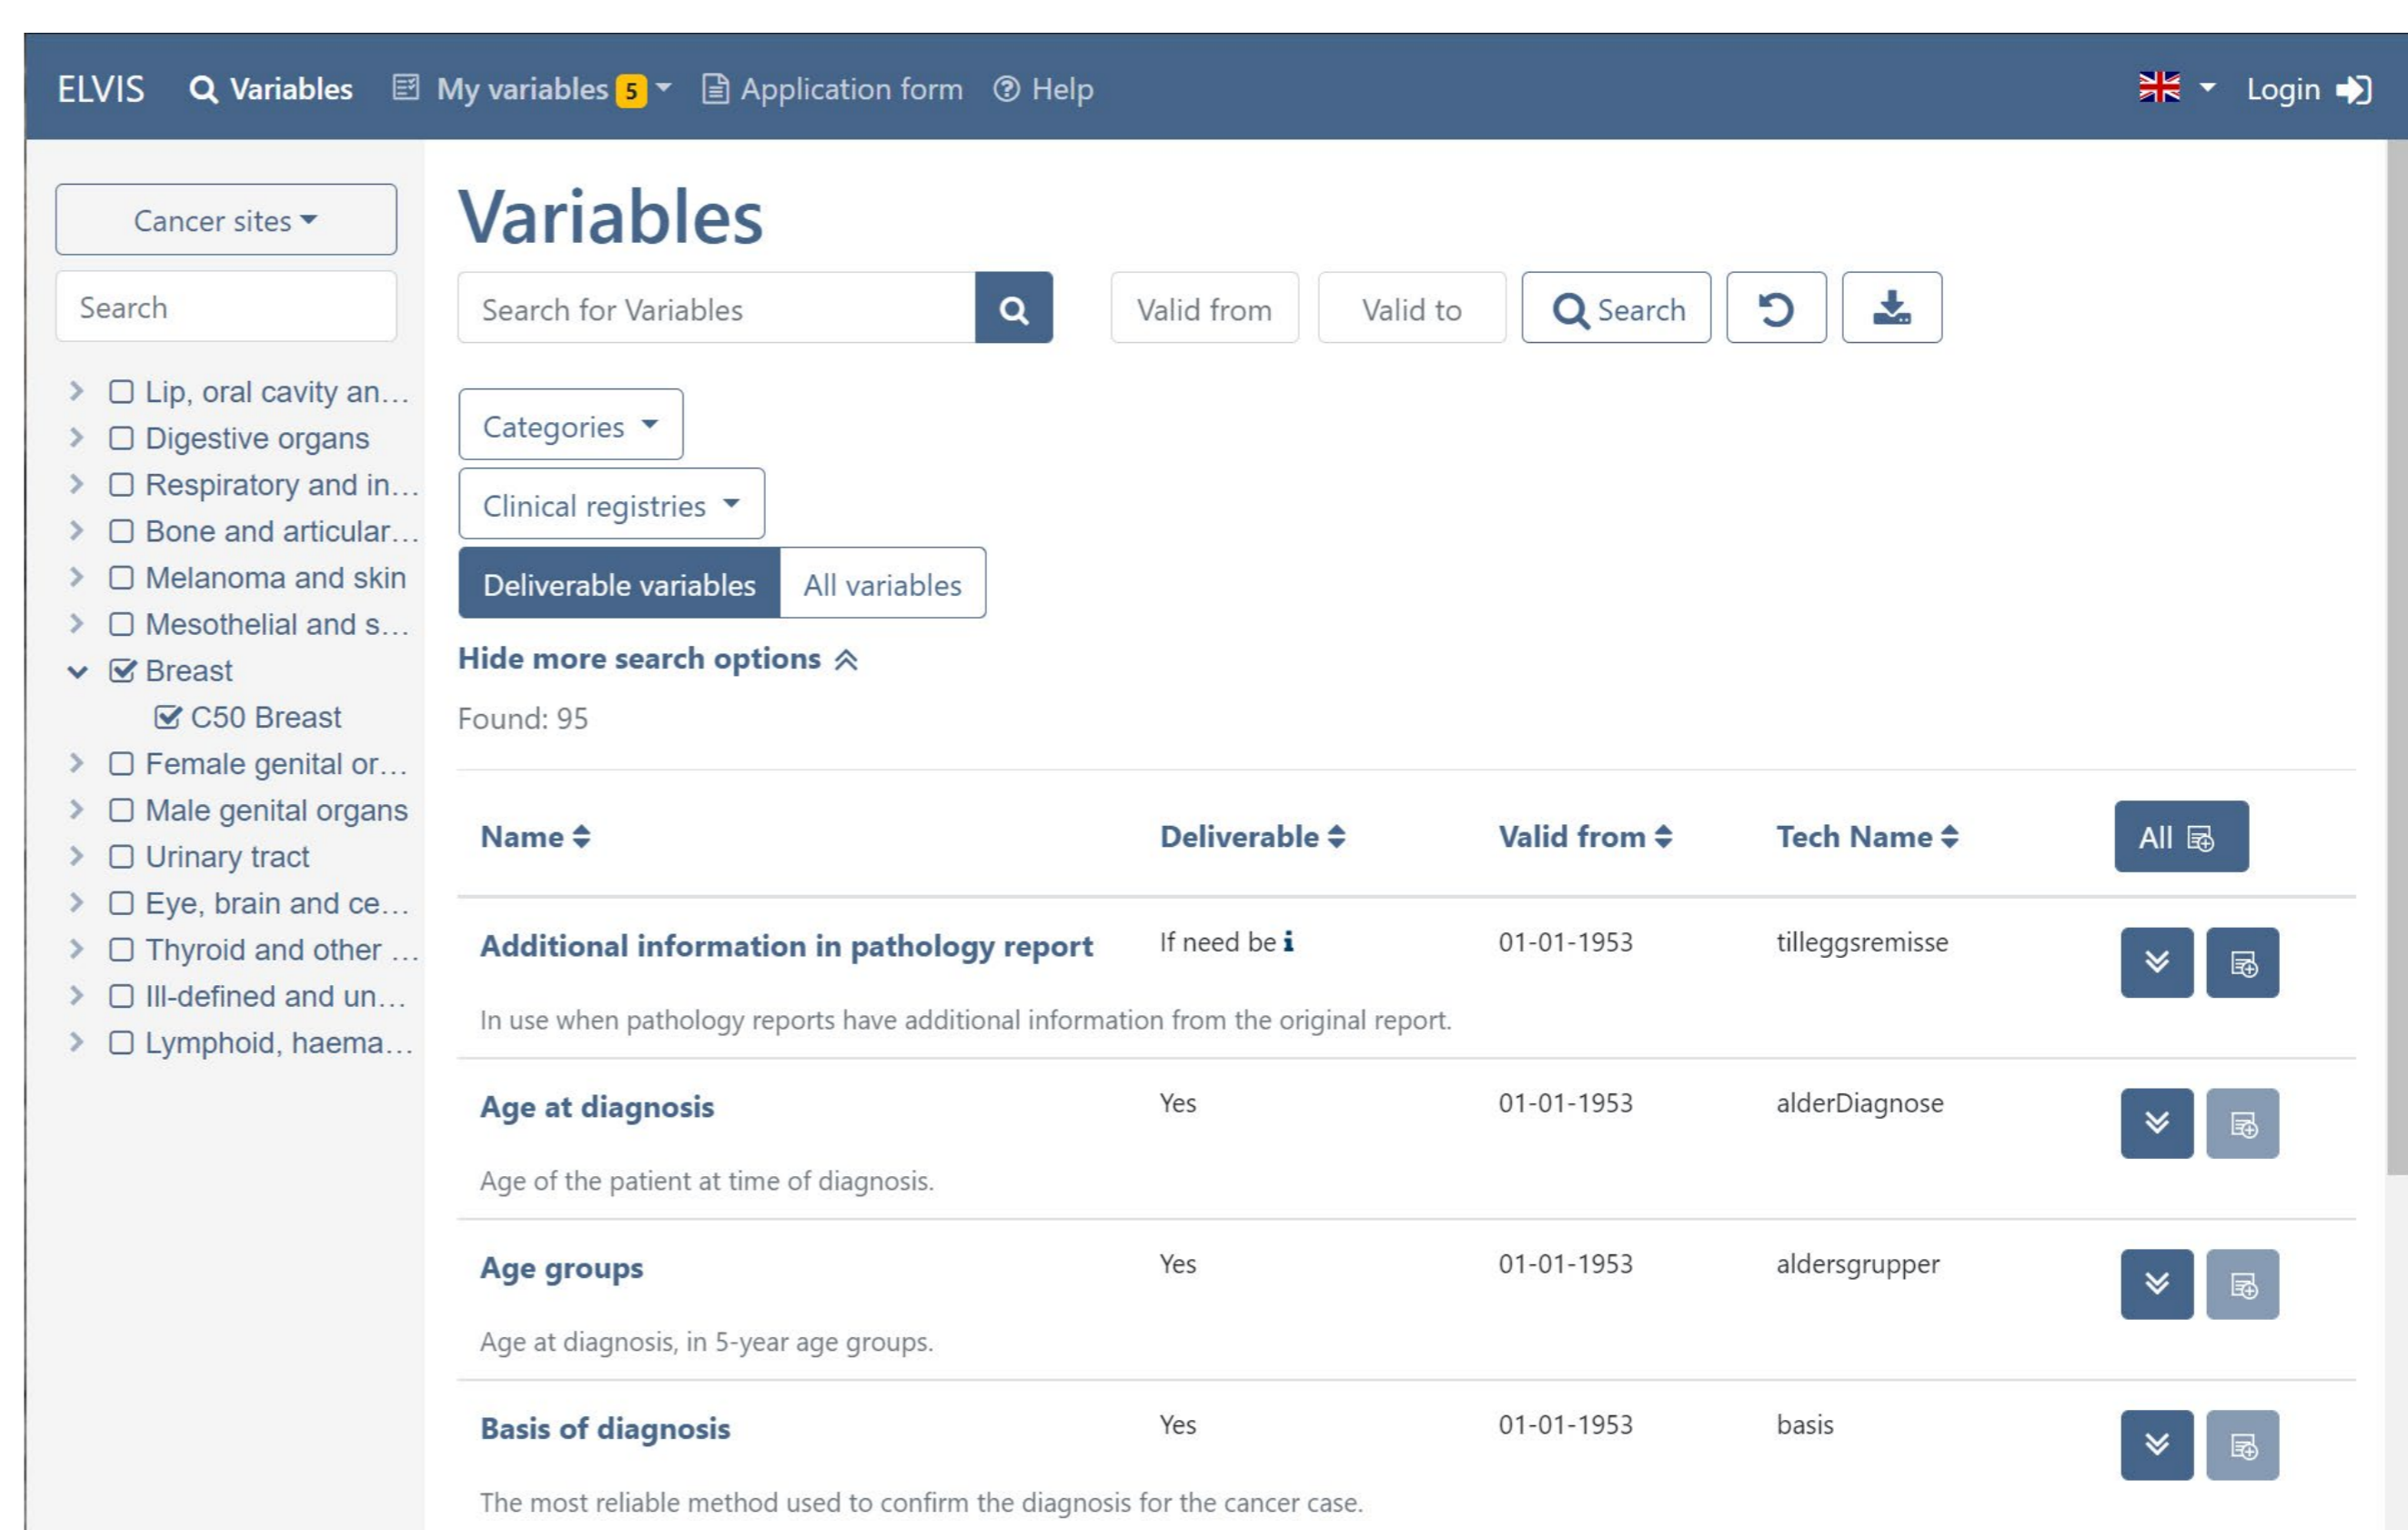 ELVIS Variables My variables 5 Application form Help Login
Cancer sites
Search
Lip, oral cavity an...
Digestive organs
Respiratory and in...
Bone and articular...
Melanoma and skin
Mesothelial and s...
Breast
C50 Breast
Female genital or...
Male genital organs
Urinary tract
Eye, brain and ce...
Thyroid and other ...
Ill-defined and un...
Lymphoid, haema...
Variables
Search for Variables Valid from Valid to Search
Categories
Clinical registries
Deliverable variables All variables
Hide more search options
Found: 95
Name Deliverable Valid from Tech Name All
Additional information in pathology report If need be i 01-01-1953 tilleggsremisse
In use when pathology reports have additional information from the original report.
Age at diagnosis Yes 01-01-1953 alderDiagnose
Age of the patient at time of diagnosis.
Age groups Yes 01-01-1953 aldersgrupper
Age at diagnosis, in 5-year age groups.
Basis of diagnosis Yes 01-01-1953 basis
The most reliable method used to confirm the diagnosis for the cancer case.